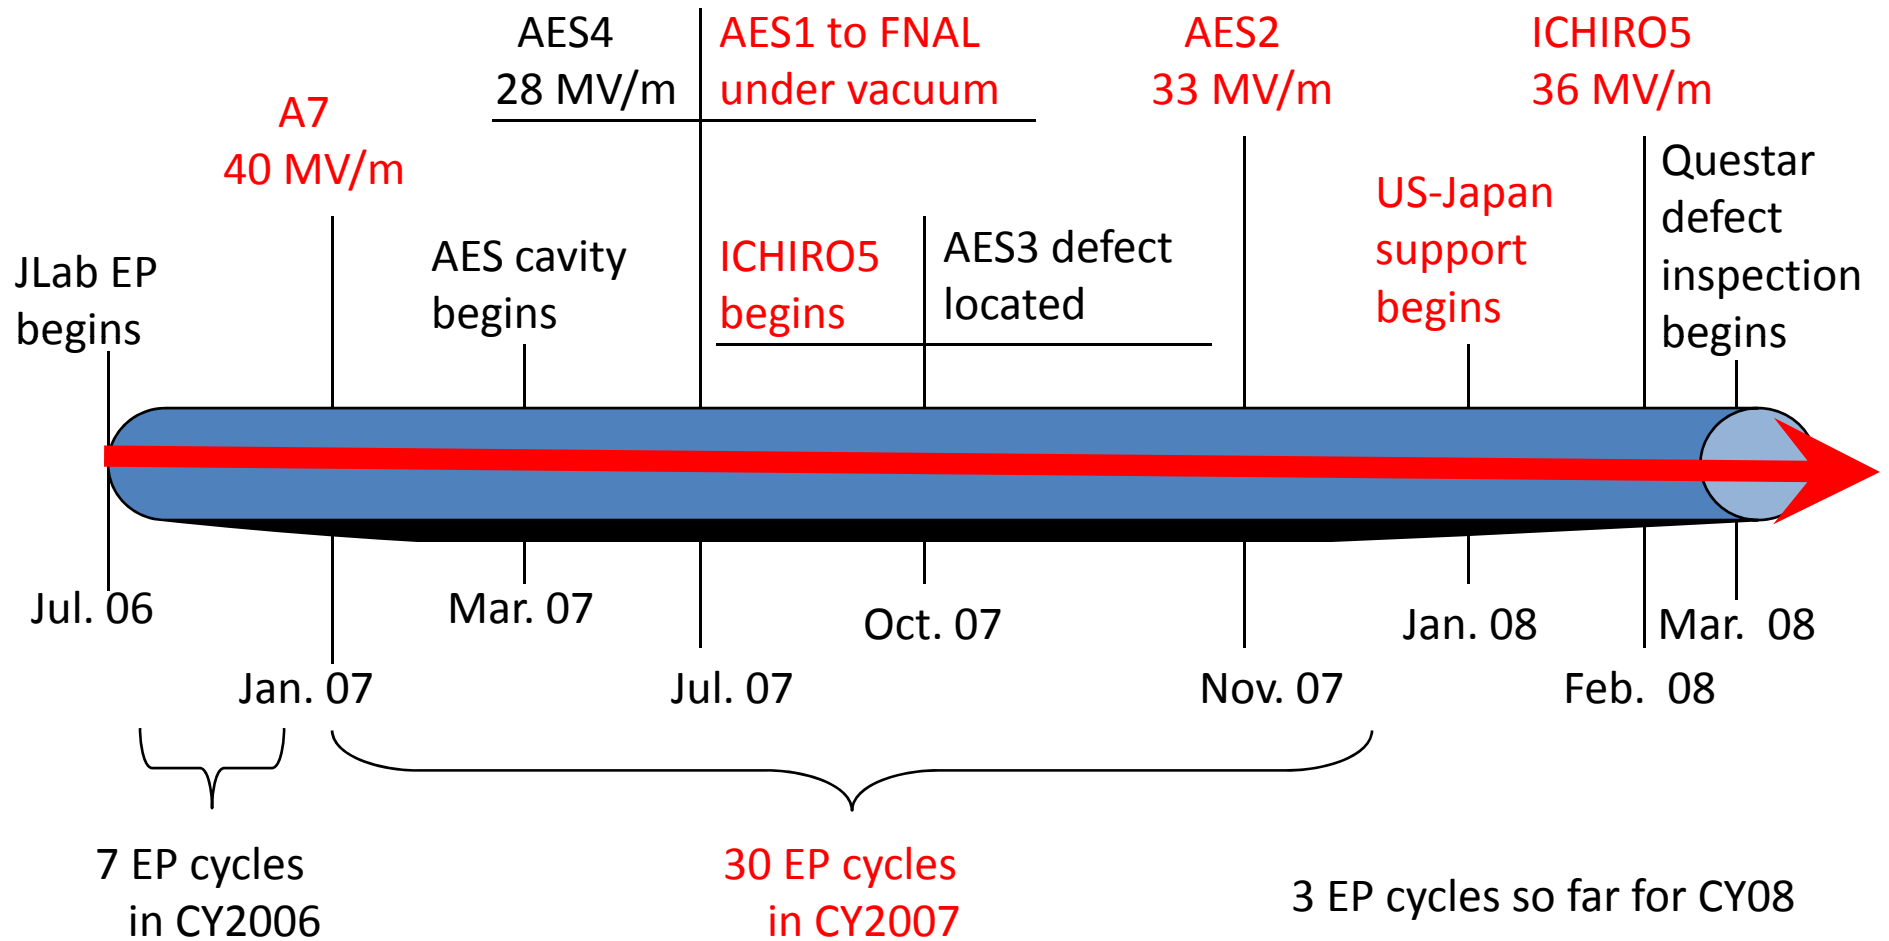 AES4
28 MV/m
AES1 to FNAL
under vacuum
AES2
33 MV/m
ICHIRO5
36 MV/m
A7
40 MV/m
JLab EP
begins
AES cavity
begins
ICHIRO5
begins
AES3 defect
located
US-Japan
support
begins
Questar
defect
inspection
begins
Jul. 06
Jan. 07
Mar. 07
Jul. 07
Oct. 07
Nov. 07
Jan. 08
Feb.  08
Mar.  08
7 EP cycles
in CY2006
30 EP cycles
in CY2007
3 EP cycles so far for CY08